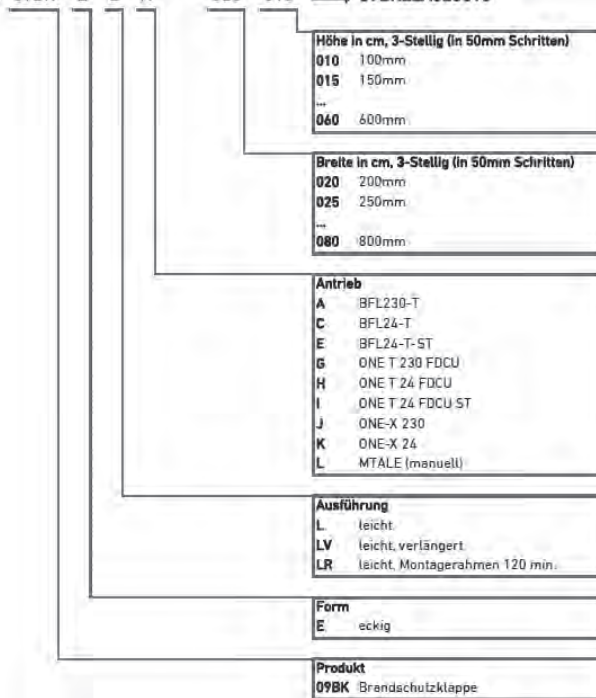 Höhe in cm, 3-Stellig (in 50mm Schritten)
010 100mm
015 150mm
...
060 600mm
Breite in cm, 3-Stellig (in 50mm Schritten)
020 200mm
025 250mm
...
080 800mm
Antrieb
A BFL230-T
C BFL24-T
E BFL24-T-ST
G ONE T 230 FDCU
H ONE T 24 FDCU
I ONE T 24 FDCU ST
J ONE-X 230
K ONE-X 24
L MTALE (manuell)
Ausführung
L leicht
LV leicht, verlängert
LR leicht, Montagerahmen 120 min.
Form
E eckig
Produkt
09BK Brandschutzklappe